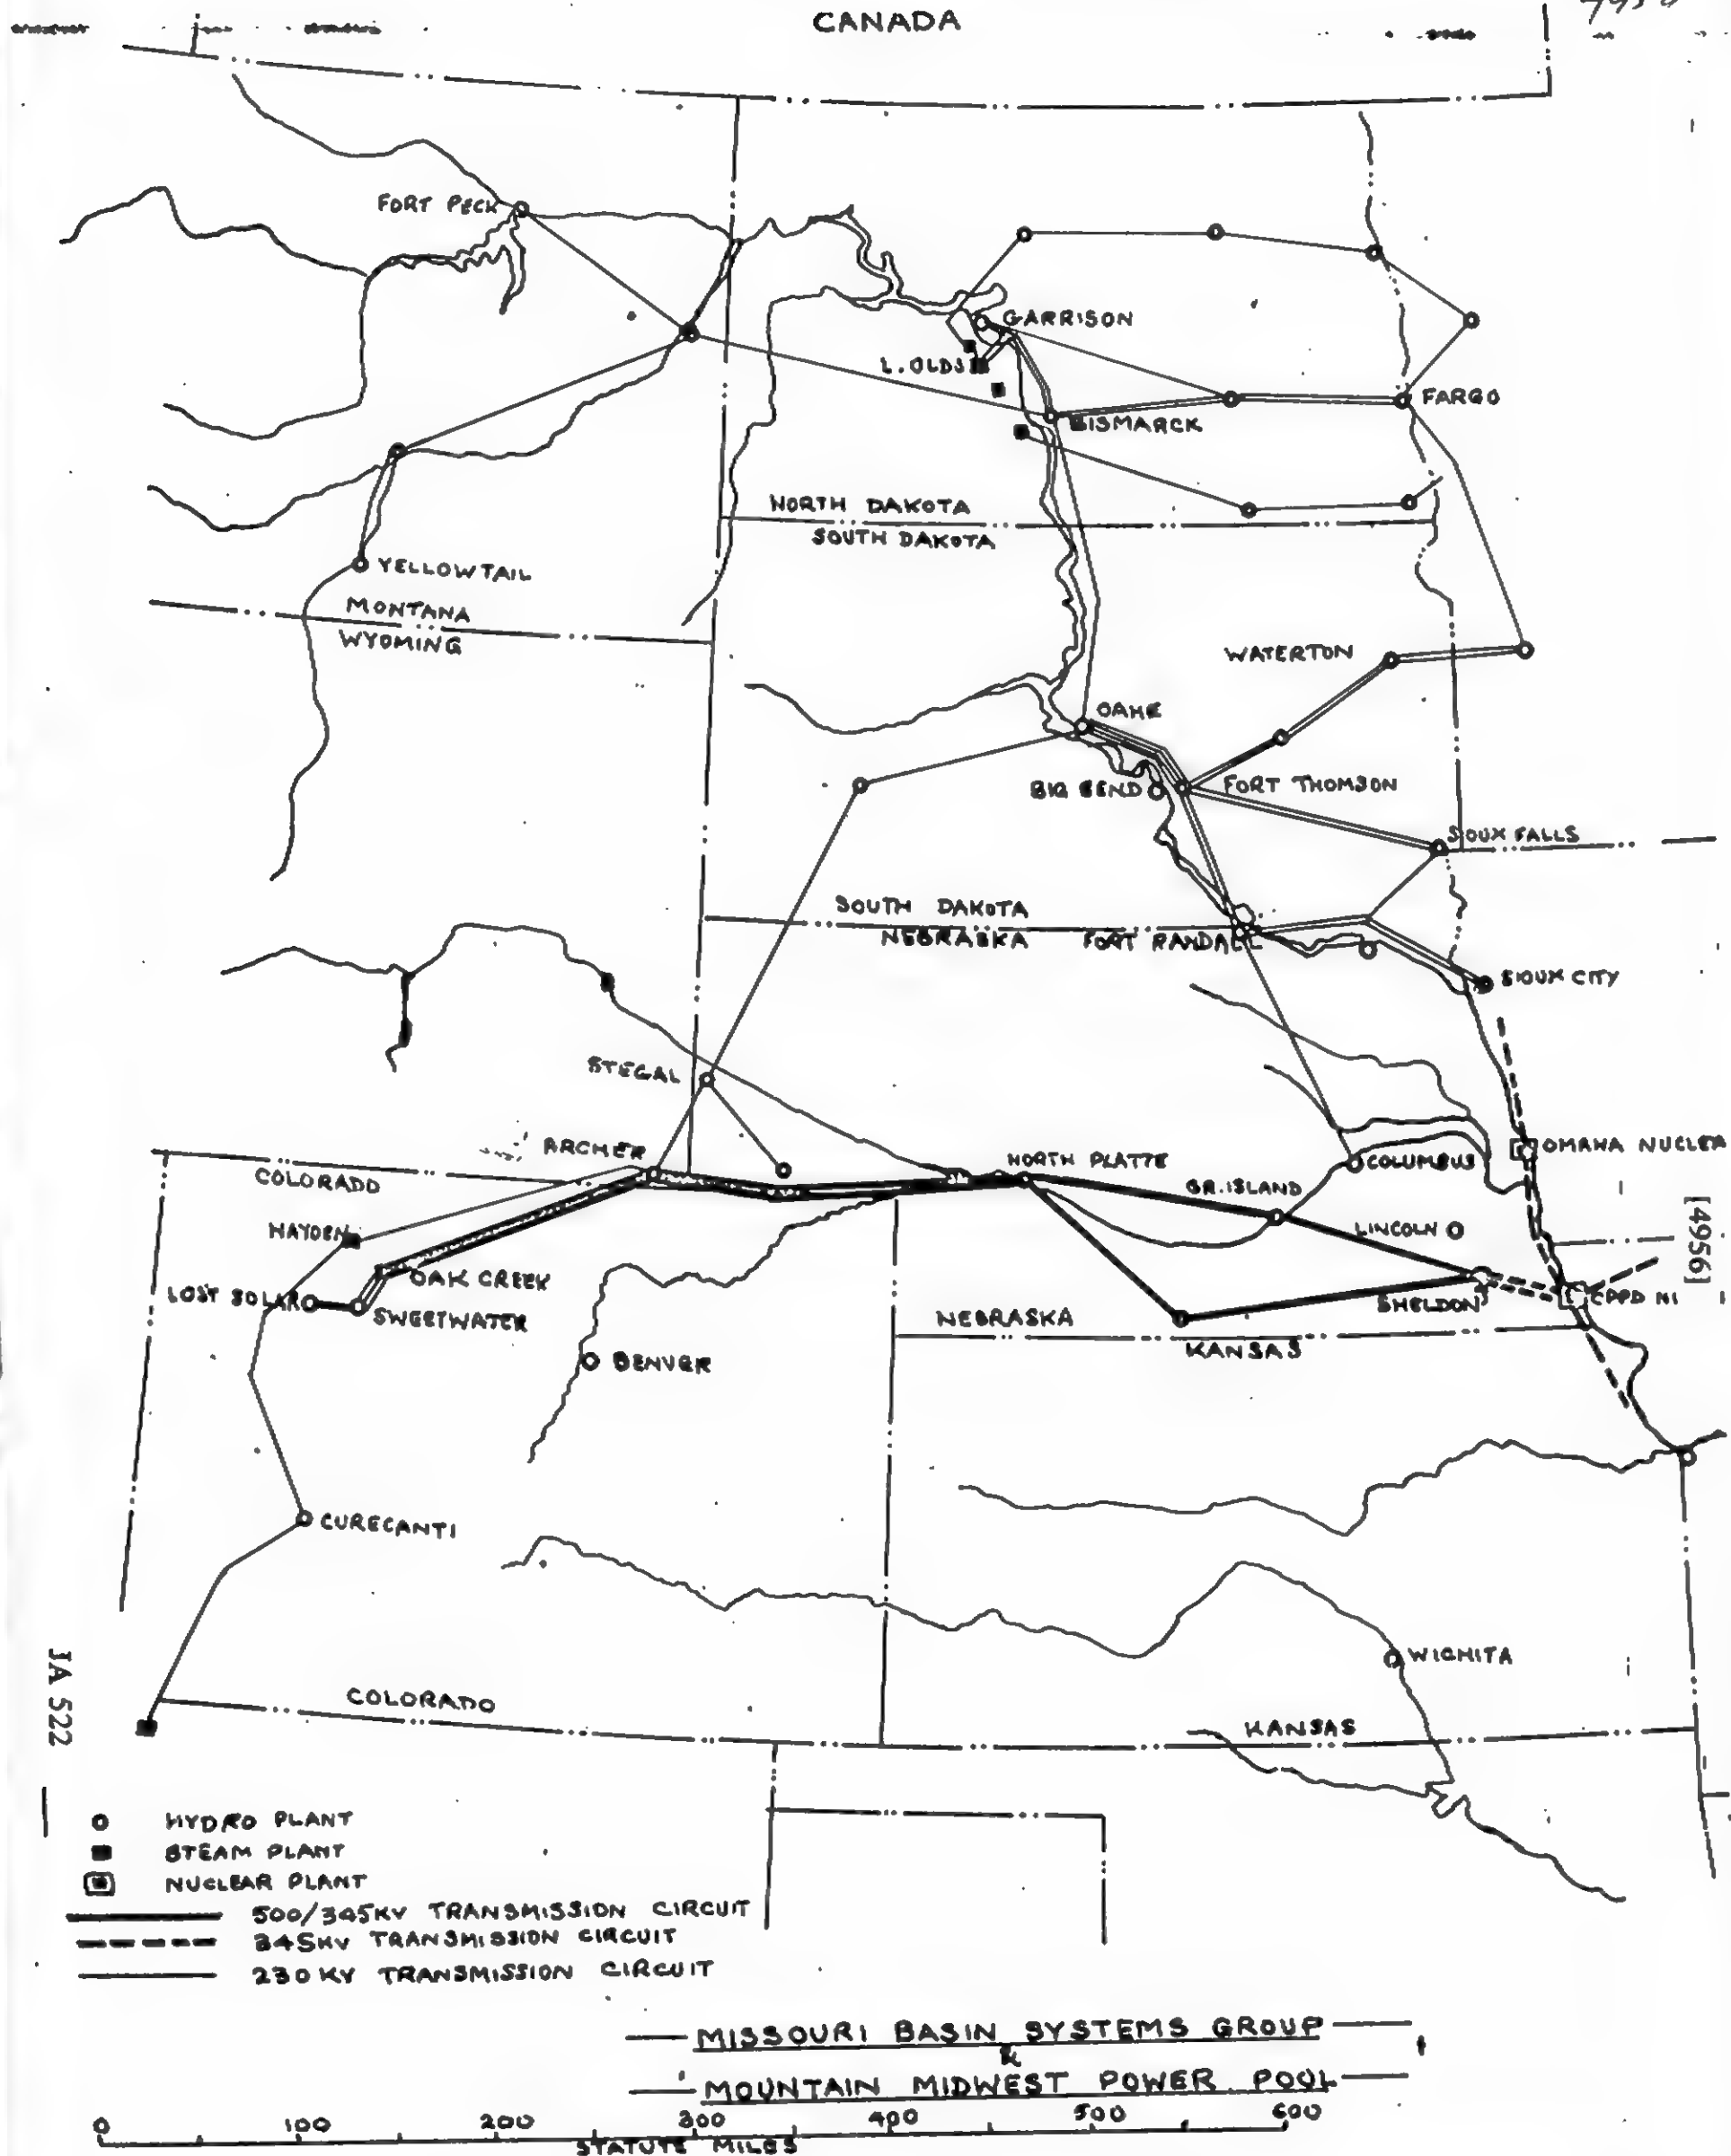 CANADA
FORT PECK
GARRISON
L. OLDS
FARGO
BISMARCK
NORTH DAKOTA
SOUTH DAKOTA
YELLOWTAIL
MONTANA
WYOMING
WATERTON
OAHE
BIG BEND
FORT THOMSON
SIOUX FALLS
SOUTH DAKOTA
NEBRASKA
FORT RANDALL
SIOUX CITY
STEGAL
ARCHER
NORTH PLATTE
COLUMBUS
OMAHA NUCLEA
COLORADO
GR. ISLAND
HAYDEN
LINCOLN
[4956]
OAK CREEK
LOST SOLAR
SWEETWATER
SHELDON
CPPD N1
NEBRASKA
KANSAS
DENVER
CURECANTI
WICHITA
JA 522
COLORADO
KANSAS
HYDRO PLANT
STEAM PLANT
NUCLEAR PLANT
500/345KV TRANSMISSION CIRCUIT
345KV TRANSMISSION CIRCUIT
230KV TRANSMISSION CIRCUIT
MISSOURI BASIN SYSTEMS GROUP
&
MOUNTAIN MIDWEST POWER POOL
0 100 200 300 400 500 600
STATUTE MILES